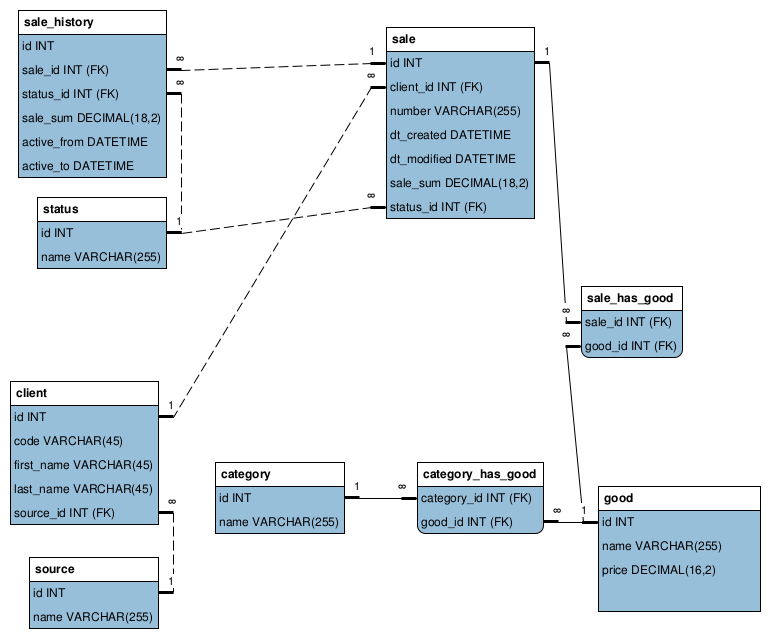 sale_history
id INT
sale_id INT (FK)
status_id INT (FK)
sale_sum DECIMAL(18,2)
active_from DATETIME
active_to DATETIME
∞
∞
1
∞
sale
id INT
client_id INT (FK)
number VARCHAR(255)
dt_created DATETIME
dt_modified DATETIME
sale_sum DECIMAL(18,2)
status_id INT (FK)
1
∞
status
id INT
name VARCHAR(255)
1
sale_has_good
sale_id INT (FK)
good_id INT (FK)
∞
∞
client
id INT
code VARCHAR(45)
first_name VARCHAR(45)
last_name VARCHAR(45)
source_id INT (FK)
1
∞
category
id INT
name VARCHAR(255)
1
∞
category_has_good
category_id INT (FK)
good_id INT (FK)
∞
1
good
id INT
name VARCHAR(255)
price DECIMAL(16,2)
source
id INT
name VARCHAR(255)
1